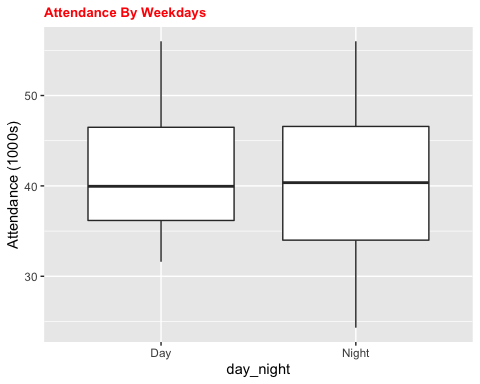 Attendance By Weekdays
Attendance (1000s)
50
40
30
Day Night
day_night